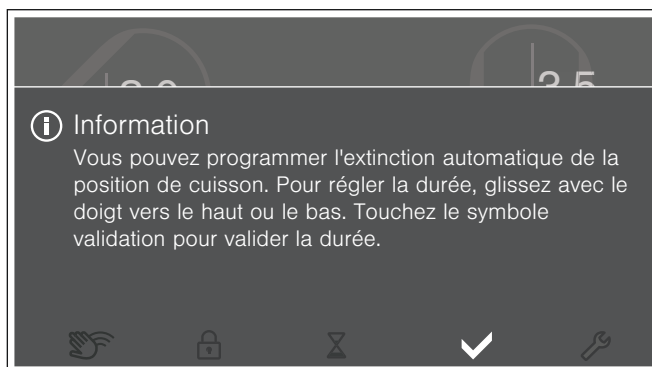 Information
Vous pouvez programmer l'extinction automatique de la
position de cuisson. Pour régler la durée, glissez avec le
doigt vers le haut ou le bas. Touchez le symbole
validation pour valider la durée.